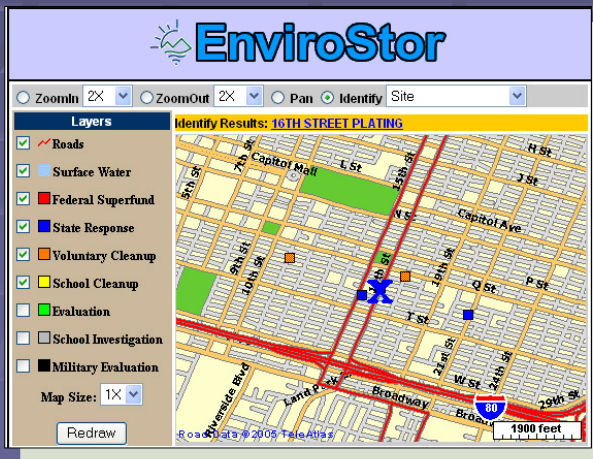 EnviroStor
ZoomIn 2X ZoomOut 2X Pan Identify Site
Layers
Identify Results: 16TH STREET PLATING
Roads
Surface Water
Federal Superfund
State Response
Voluntary Cleanup
School Cleanup
Evaluation
School Investigation
Military Evaluation
Map Size: 1X
Redraw
H St
J St
L St
Capitol Mall
15th St
7th St
5th St
N S
Capitol Ave
9th St
10th St
19th St
Q St
P St
T St
21st St
24th St
W St
29th St
Riverside Blvd
Land Park
Broadway
80
1900 feet
Road Data ©2005 TeleAtlas